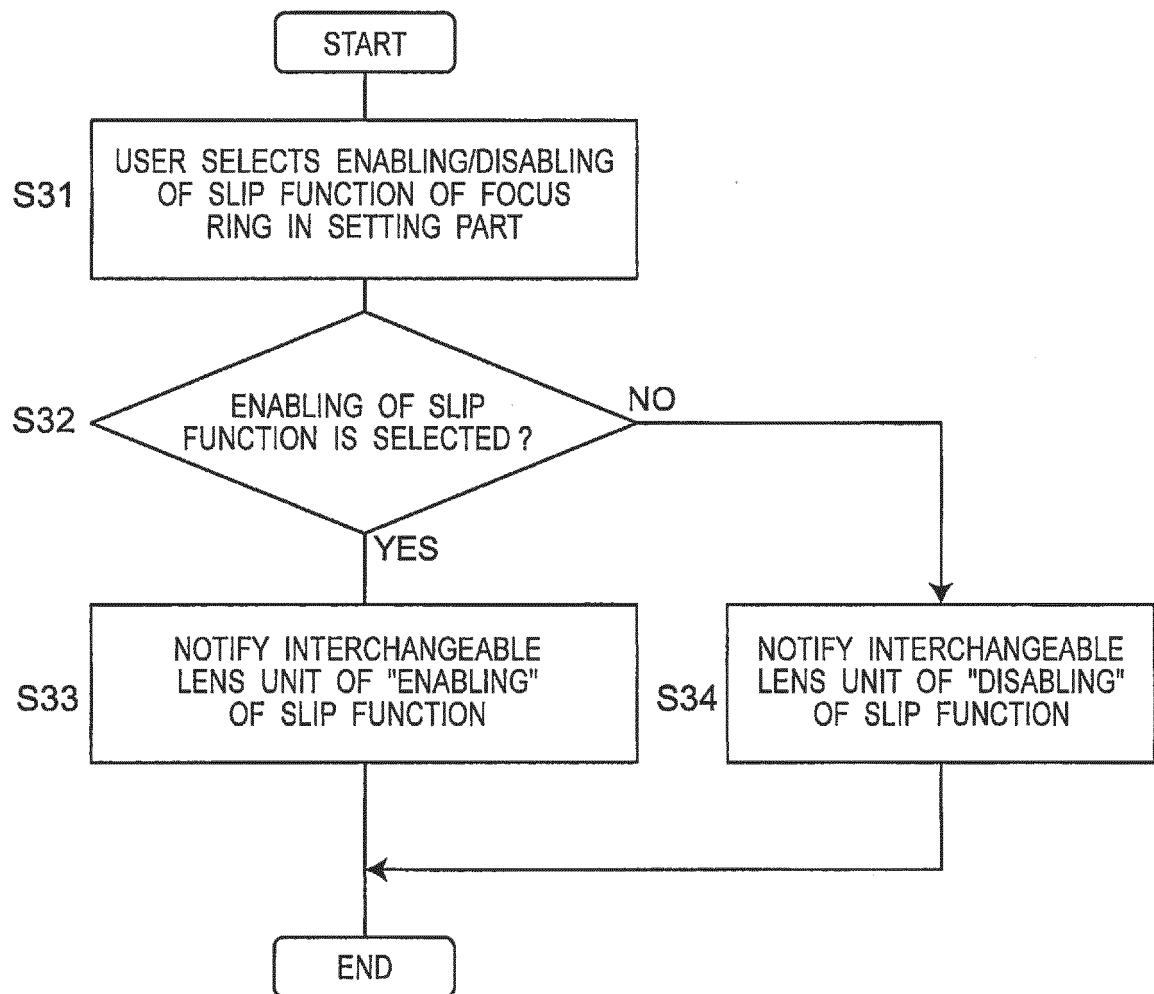 START
S31
USER SELECTS ENABLING/DISABLING
OF SLIP FUNCTION OF FOCUS
RING IN SETTING PART
S32
ENABLING OF SLIP
FUNCTION IS SELECTED ?
NO
YES
S33
NOTIFY INTERCHANGEABLE
LENS UNIT OF "ENABLING"
OF SLIP FUNCTION
S34
NOTIFY INTERCHANGEABLE
LENS UNIT OF "DISABLING"
OF SLIP FUNCTION
END